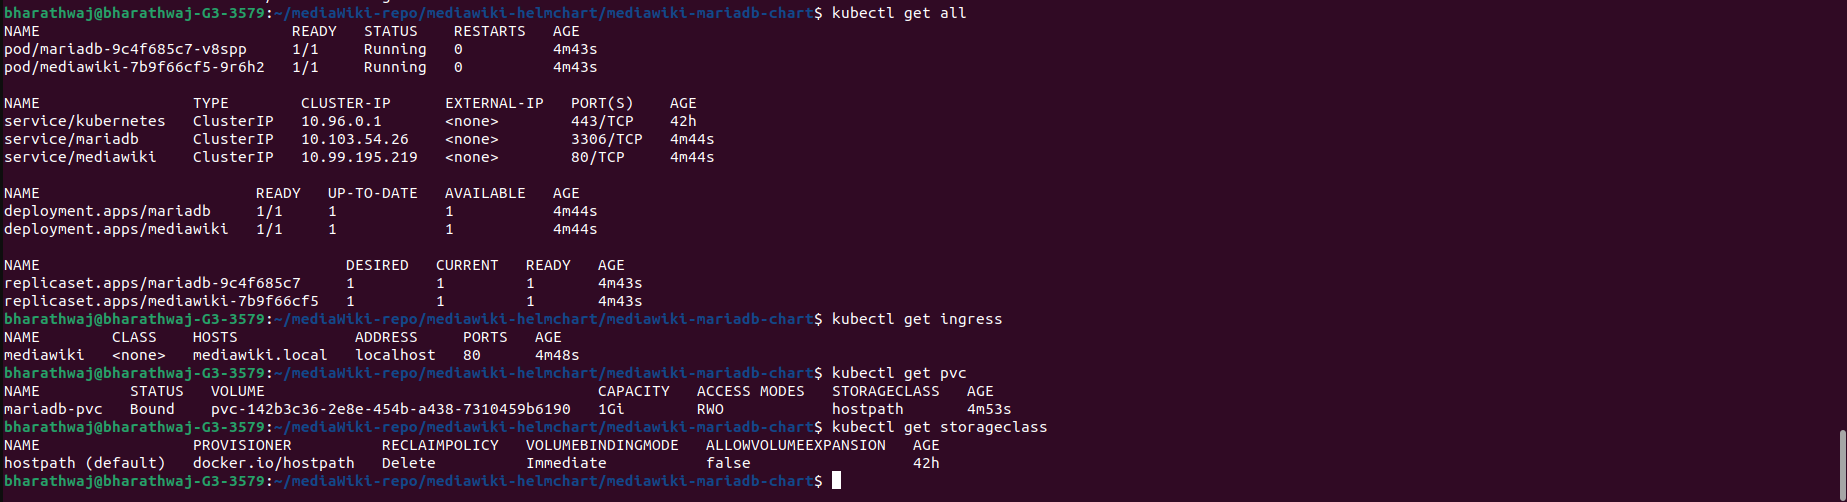 bharathwaj@bharathwaj-G3-3579:~/mediaWiki-repo/mediawiki-helmchart/mediawiki-mariadb-chart$ kubectl get all
NAME                            READY   STATUS    RESTARTS   AGE
pod/mariadb-9c4f685c7-v8spp     1/1     Running   0          4m43s
pod/mediawiki-7b9f66cf5-9r6h2   1/1     Running   0          4m43s

NAME                 TYPE        CLUSTER-IP      EXTERNAL-IP   PORT(S)    AGE
service/kubernetes   ClusterIP   10.96.0.1       <none>        443/TCP    42h
service/mariadb      ClusterIP   10.103.54.26    <none>        3306/TCP   4m44s
service/mediawiki    ClusterIP   10.99.195.219   <none>        80/TCP     4m44s

NAME                        READY   UP-TO-DATE   AVAILABLE   AGE
deployment.apps/mariadb     1/1     1            1           4m44s
deployment.apps/mediawiki   1/1     1            1           4m44s

NAME                                  DESIRED   CURRENT   READY   AGE
replicaset.apps/mariadb-9c4f685c7     1         1         1       4m43s
replicaset.apps/mediawiki-7b9f66cf5   1         1         1       4m43s
bharathwaj@bharathwaj-G3-3579:~/mediaWiki-repo/mediawiki-helmchart/mediawiki-mariadb-chart$ kubectl get ingress
NAME        CLASS    HOSTS             ADDRESS     PORTS   AGE
mediawiki   <none>   mediawiki.local   localhost   80      4m48s
bharathwaj@bharathwaj-G3-3579:~/mediaWiki-repo/mediawiki-helmchart/mediawiki-mariadb-chart$ kubectl get pvc
NAME          STATUS   VOLUME                                     CAPACITY   ACCESS MODES   STORAGECLASS   AGE
mariadb-pvc   Bound    pvc-142b3c36-2e8e-454b-a438-7310459b6190   1Gi        RWO            hostpath       4m53s
bharathwaj@bharathwaj-G3-3579:~/mediaWiki-repo/mediawiki-helmchart/mediawiki-mariadb-chart$ kubectl get storageclass
NAME                 PROVISIONER          RECLAIMPOLICY   VOLUMEBINDINGMODE   ALLOWVOLUMEEXPANSION   AGE
hostpath (default)   docker.io/hostpath   Delete          Immediate           false                  42h
bharathwaj@bharathwaj-G3-3579:~/mediaWiki-repo/mediawiki-helmchart/mediawiki-mariadb-chart$